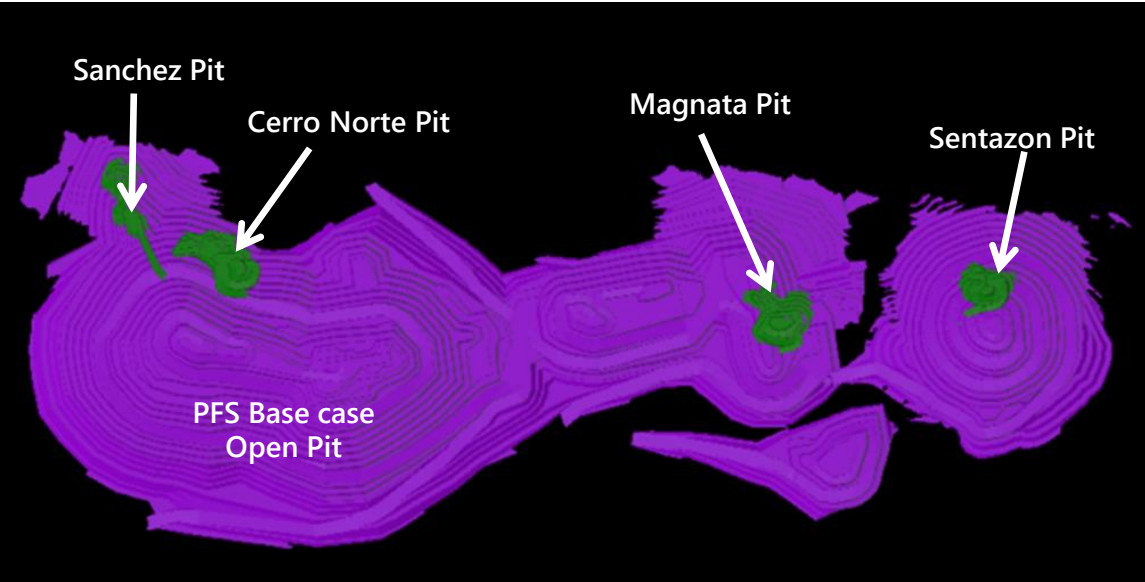 Sanchez Pit
Cerro Norte Pit
Magnata Pit
Sentazon Pit
PFS Base case
Open Pit